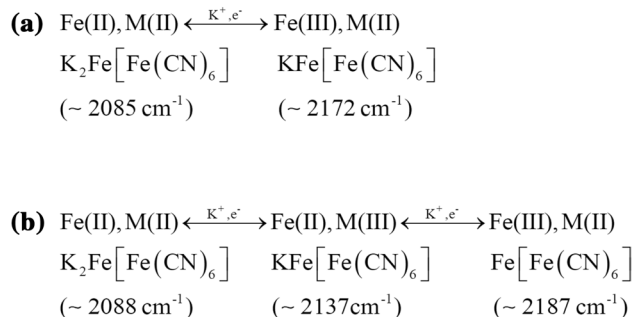 (a) Fe(II), M(II) ⟷ K⁺,e⁻ Fe(III), M(II)
K₂Fe[Fe(CN)₆] KFe[Fe(CN)₆]
(~ 2085 cm⁻¹) (~ 2172 cm⁻¹)
(b) Fe(II), M(II) ⟷ K⁺,e⁻ Fe(II), M(III) ⟷ K⁺,e⁻ Fe(III), M(II)
K₂Fe[Fe(CN)₆] KFe[Fe(CN)₆] Fe[Fe(CN)₆]
(~ 2088 cm⁻¹) (~ 2137cm⁻¹) (~ 2187 cm⁻¹)